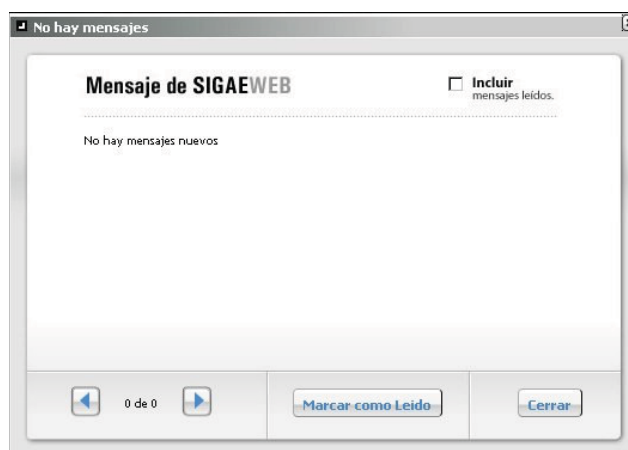 No hay mensajes
Mensaje de SIGAEWEB
Incluir
mensajes leídos.
No hay mensajes nuevos
0 de 0
Marcar como Leido
Cerrar